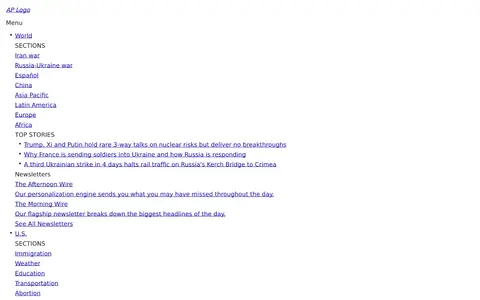 AP Logo
Menu
World
SECTIONS
Iran war
Russia-Ukraine war
Español
China
Asia Pacific
Latin America
Europe
Africa
TOP STORIES
Trump, Xi and Putin hold rare 3-way talks on nuclear risks but deliver no breakthroughs
Why France is sending soldiers into Ukraine and how Russia is responding
A third Ukrainian strike in 4 days halts rail traffic on Russia's Kerch Bridge to Crimea
Newsletters
The Afternoon Wire
Our personalization engine sends you what you may have missed throughout the day.
The Morning Wire
Our flagship newsletter breaks down the biggest headlines of the day.
See All Newsletters
U.S.
SECTIONS
Immigration
Weather
Education
Transportation
Abortion